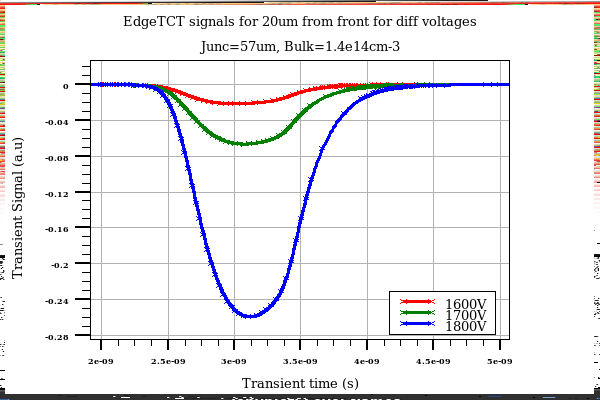 EdgeTCT signals for 20um from front for diff voltages
Junc=57um, Bulk=1.4e14cm-3
Transient Signal (a.u)
0
-0.04
-0.08
-0.12
-0.16
-0.2
-0.24
-0.28
1600V
1700V
1800V
2e-09 2.5e-09 3e-09 3.5e-09 4e-09 4.5e-09 5e-09
Transient time (s)